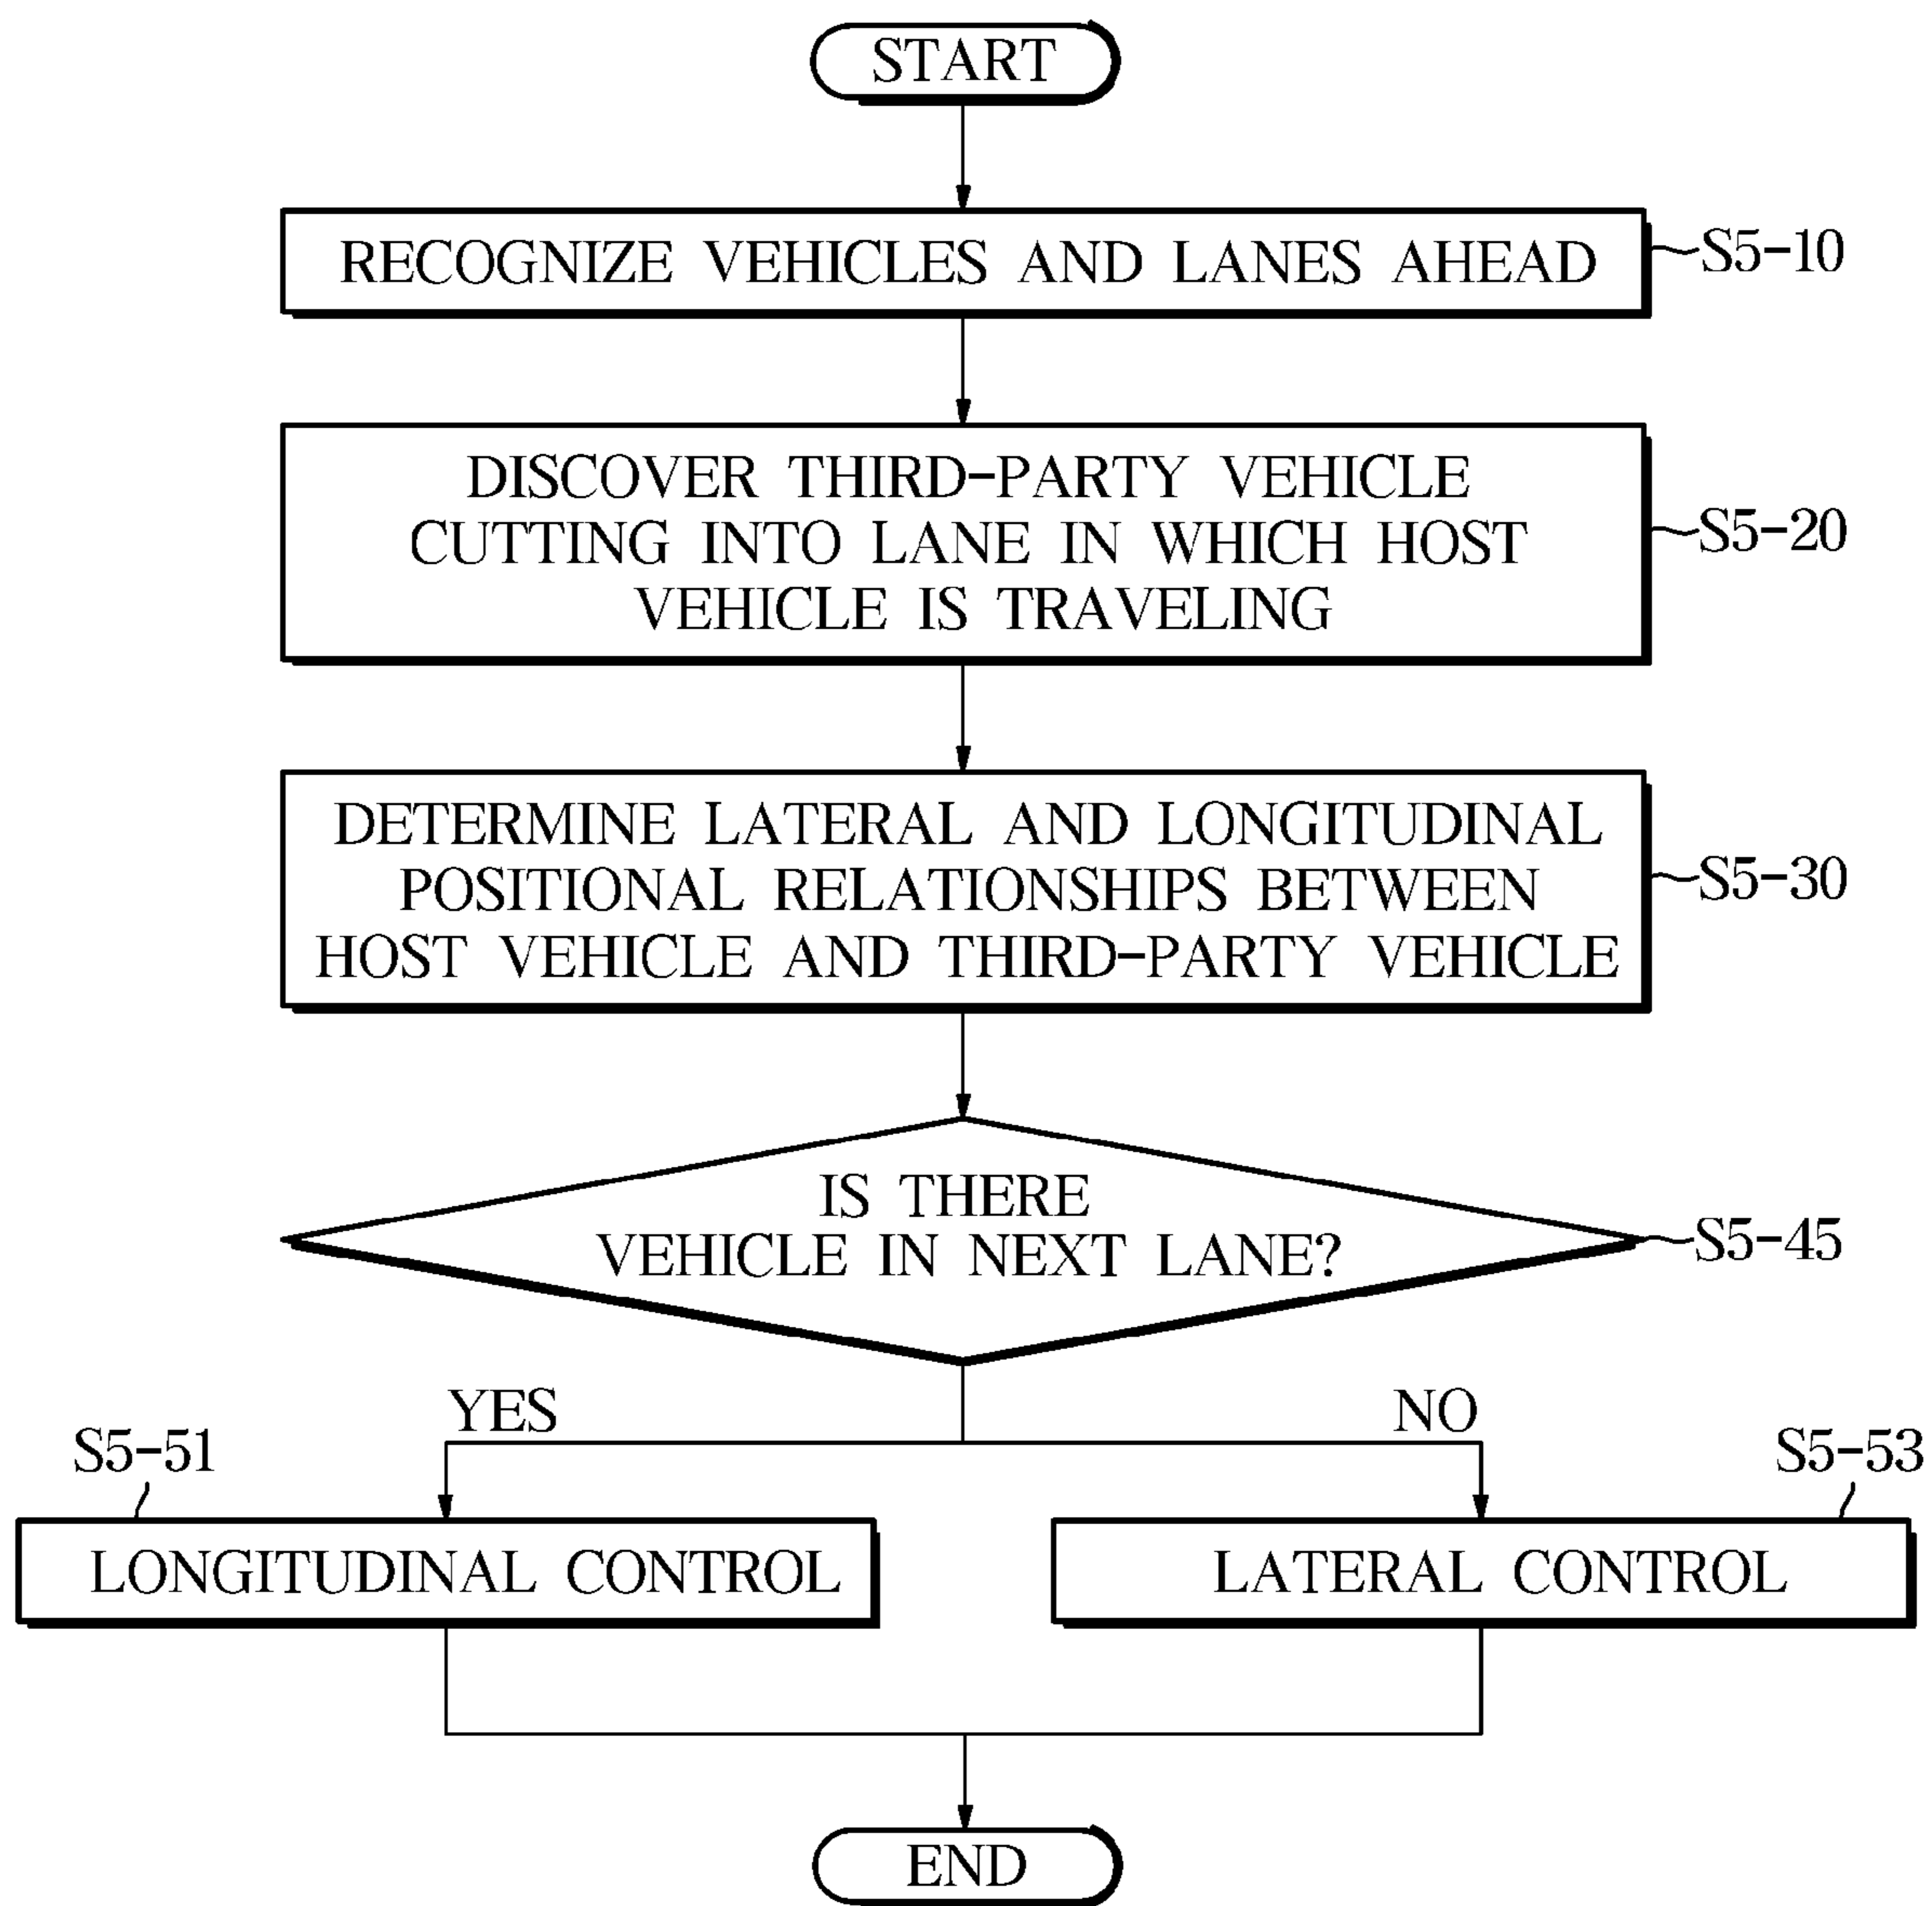 START
RECOGNIZE VEHICLES AND LANES AHEAD
S5-10
DISCOVER THIRD-PARTY VEHICLE
CUTTING INTO LANE IN WHICH HOST
VEHICLE IS TRAVELING
S5-20
DETERMINE LATERAL AND LONGITUDINAL
POSITIONAL RELATIONSHIPS BETWEEN
HOST VEHICLE AND THIRD-PARTY VEHICLE
S5-30
IS THERE
VEHICLE IN NEXT LANE?
S5-45
YES
NO
S5-51
S5-53
LONGITUDINAL CONTROL
LATERAL CONTROL
END